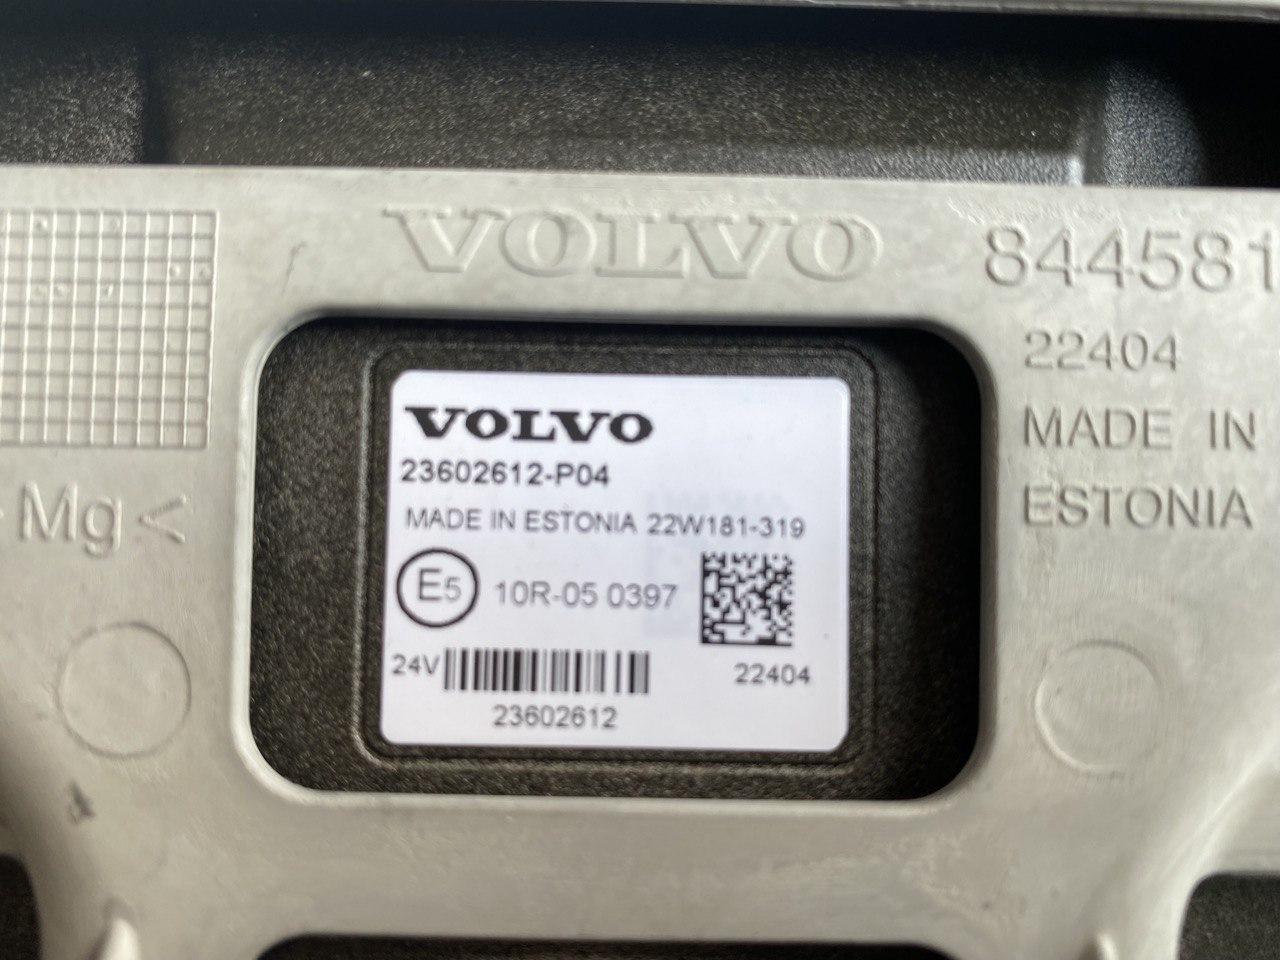 VOLVO
844581
22404
MADE IN
ESTONIA
Mg<
VOLVO
23602612-P04
MADE IN ESTONIA 22W181-319
E5 10R-05 0397
24V
22404
23602612